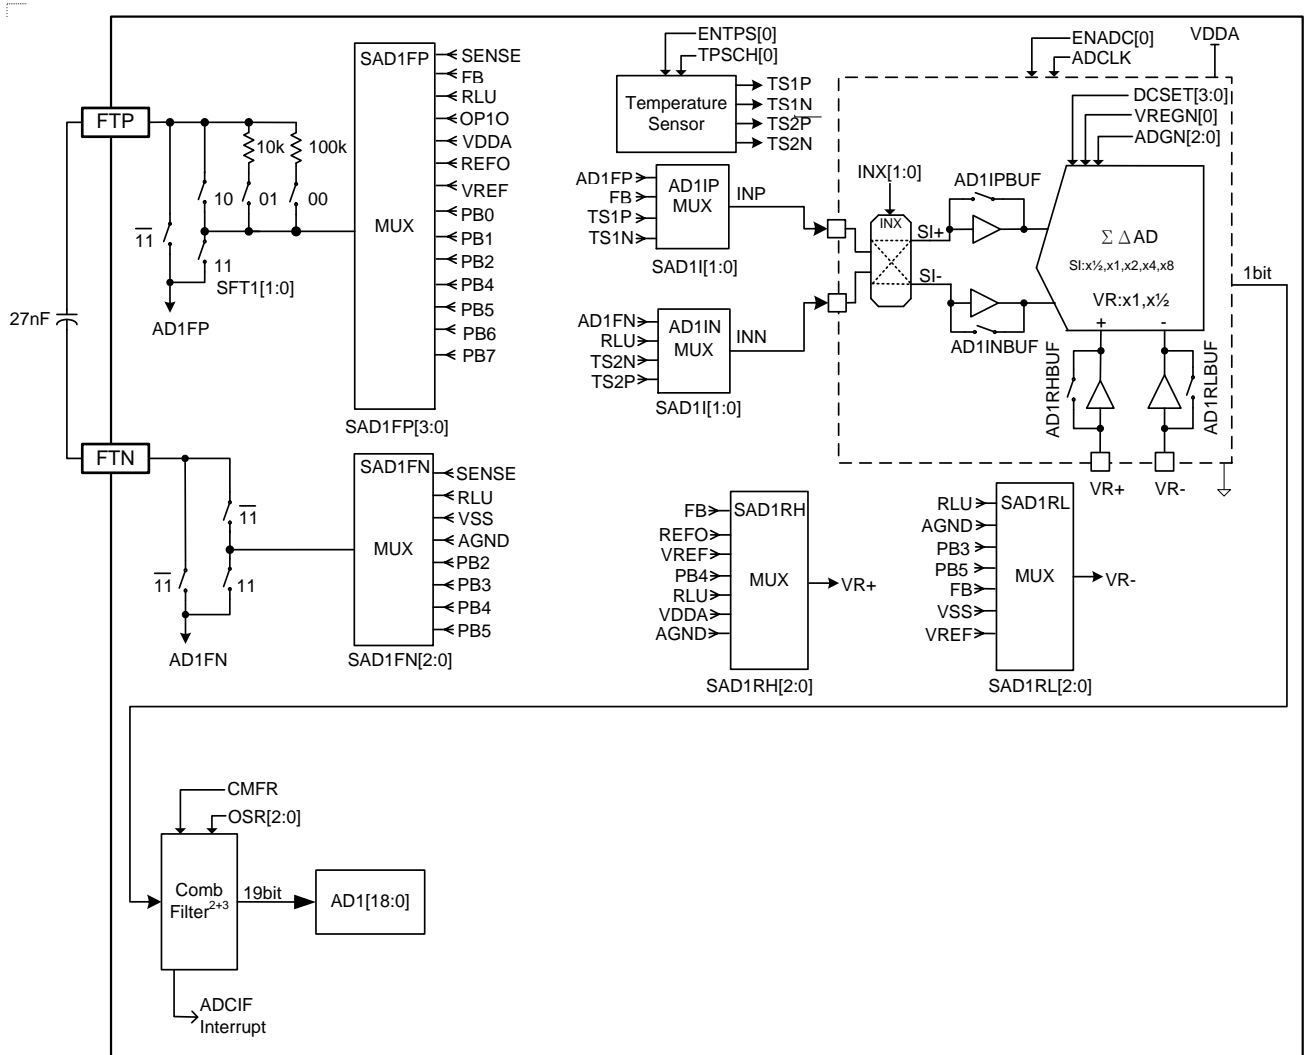 ENTPS[0]
TPSCH[0]
ENADC[0]
ADCLK
VDDA
SAD1FP
SENSE
FB
RLU
OP1O
VDDA
REFO
VREF
PB0
PB1
PB2
PB4
PB5
PB6
PB7
MUX
SAD1FP[3:0]
FTP
10k
100k
10
01
00
11
11
SFT1[1:0]
AD1FP
27nF
Temperature
Sensor
TS1P
TS1N
TS2P
TS2N
DCSET[3:0]
VREGN[0]
ADGN[2:0]
AD1FP
FB
TS1P
TS1N
AD1IP
MUX
INP
SAD1I[1:0]
INX[1:0]
INX
SI+
SI-
AD1IPBUF
AD1INBUF
Σ Δ AD
SI:x½,x1,x2,x4,x8
VR:x1,x½
+
-
1bit
AD1FN
RLU
TS2N
TS2P
AD1IN
MUX
INN
SAD1I[1:0]
AD1RHBUF
AD1RLBUF
VR+
VR-
FTN
11
11
11
AD1FN
SAD1FN
SENSE
RLU
VSS
AGND
PB2
PB3
PB4
PB5
MUX
SAD1FN[2:0]
FB
REFO
VREF
PB4
RLU
VDDA
AGND
SAD1RH
MUX
VR+
SAD1RH[2:0]
RLU
AGND
PB3
PB5
FB
VSS
VREF
SAD1RL
MUX
VR-
SAD1RL[2:0]
CMFR
OSR[2:0]
Comb
Filter2+3
19bit
AD1[18:0]
ADCIF
Interrupt